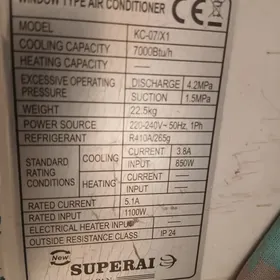 WINDOW TYPE AIR CONDITIONER
CE
MODEL KC-07/X1
COOLING CAPACITY 7000Btu/h
HEATING CAPACITY —
EXCESSIVE OPERATING PRESSURE DISCHARGE 4.2MPa
SUCTION 1.5MPa
WEIGHT 22.5kg
POWER SOURCE 220-240V~ 50Hz, 1Ph
REFRIGERANT R410A/265g
STANDARD RATING CONDITIONS COOLING CURRENT 3.8A
INPUT 850W
HEATING CURRENT —
INPUT —
RATED CURRENT 5.1A
RATED INPUT 1100W
ELECTRICAL HEATER INPUT —
OUTSIDE RESISTANCE CLASS IP 24
New SUPERAI